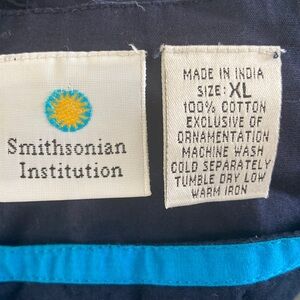 Smithsonian
Institution
MADE IN INDIA
SIZE: XL
100% COTTON
EXCLUSIVE OF
ORNAMENTATION
MACHINE WASH
COLD SEPARATELY
TUMBLE DRY LOW
WARM IRON